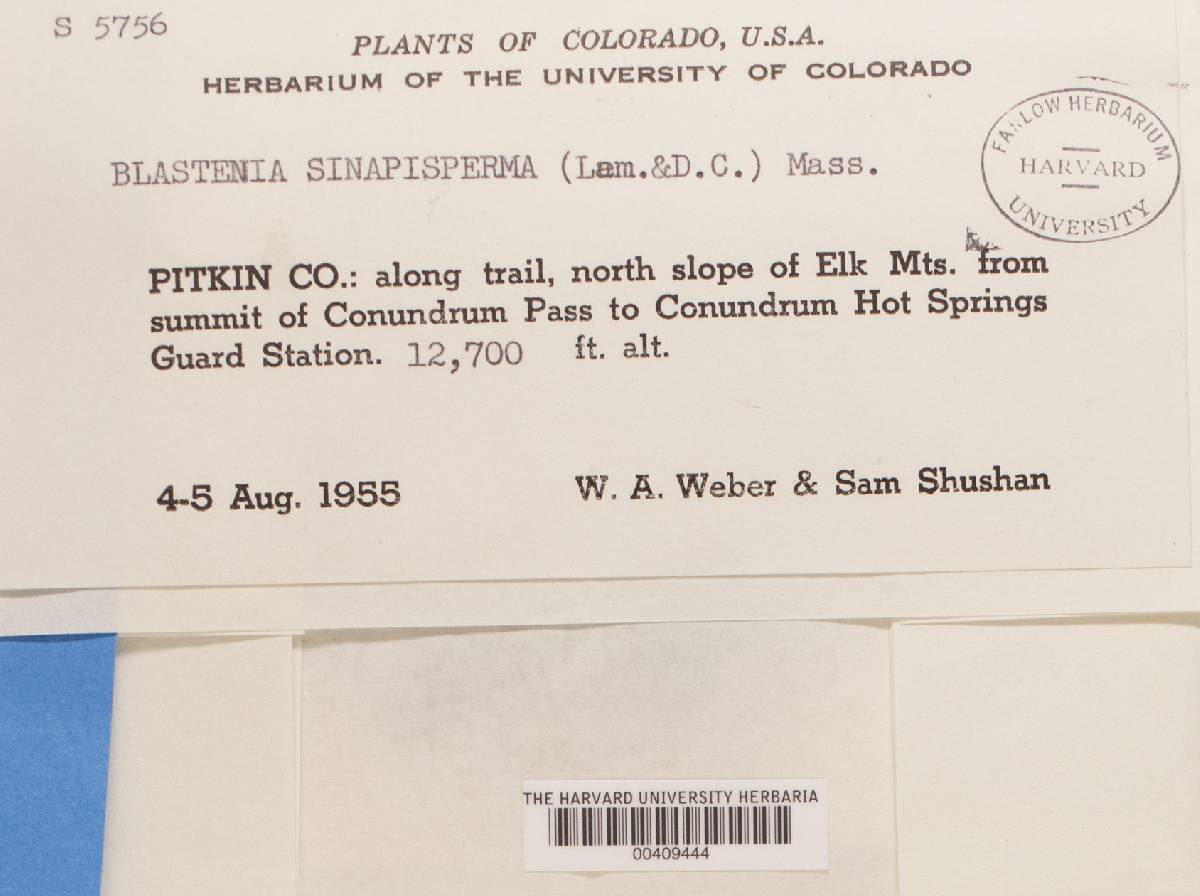 S 5756
PLANTS OF COLORADO, U.S.A.
HERBARIUM OF THE UNIVERSITY OF COLORADO
FARLOW HERBARIUM
HARVARD
UNIVERSITY
BLASTENIA SINAPISPERMA (Lam.&D.C.) Mass.
PITKIN CO.: along trail, north slope of Elk Mts. from
summit of Conundrum Pass to Conundrum Hot Springs
Guard Station. 12,700 ft. alt.
4-5 Aug. 1955 W. A. Weber & Sam Shushan
THE HARVARD UNIVERSITY HERBARIA
00409444